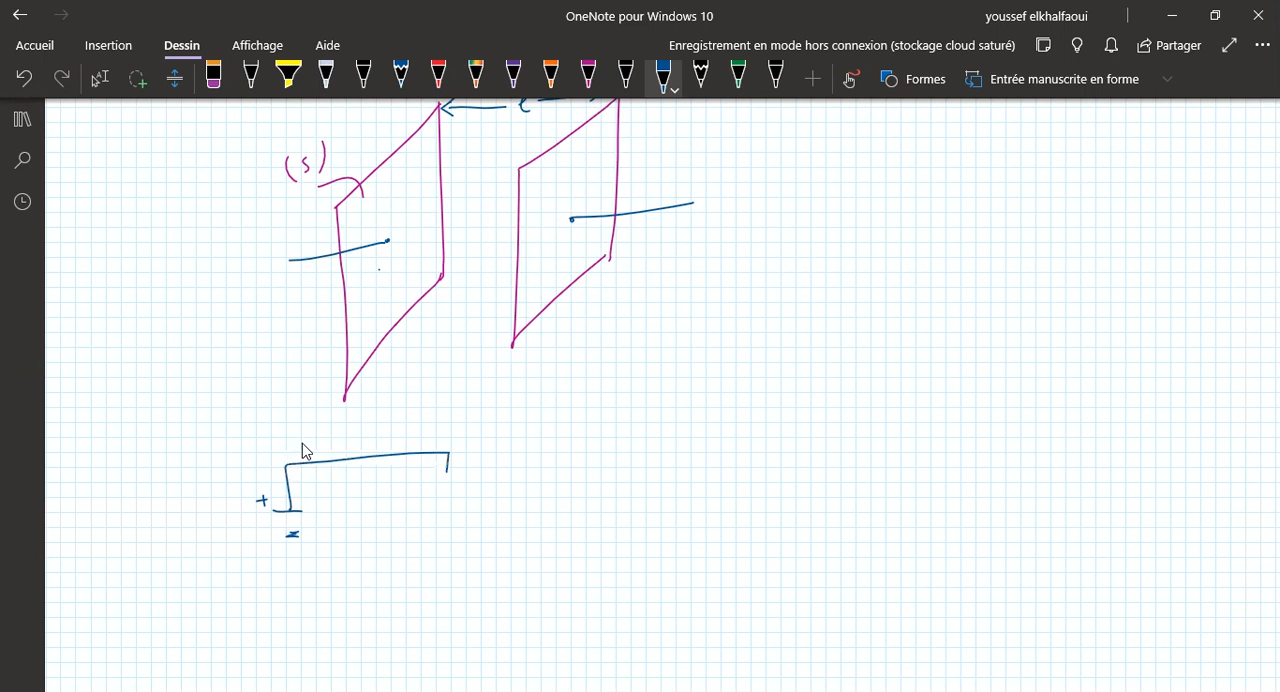 OneNote pour Windows 10
youssef elkhalfaoui
Accueil Insertion Dessin Affichage Aide
Enregistrement en mode hors connexion (stockage cloud saturé)
Partager
Formes
Entrée manuscrite en forme
(S)
+